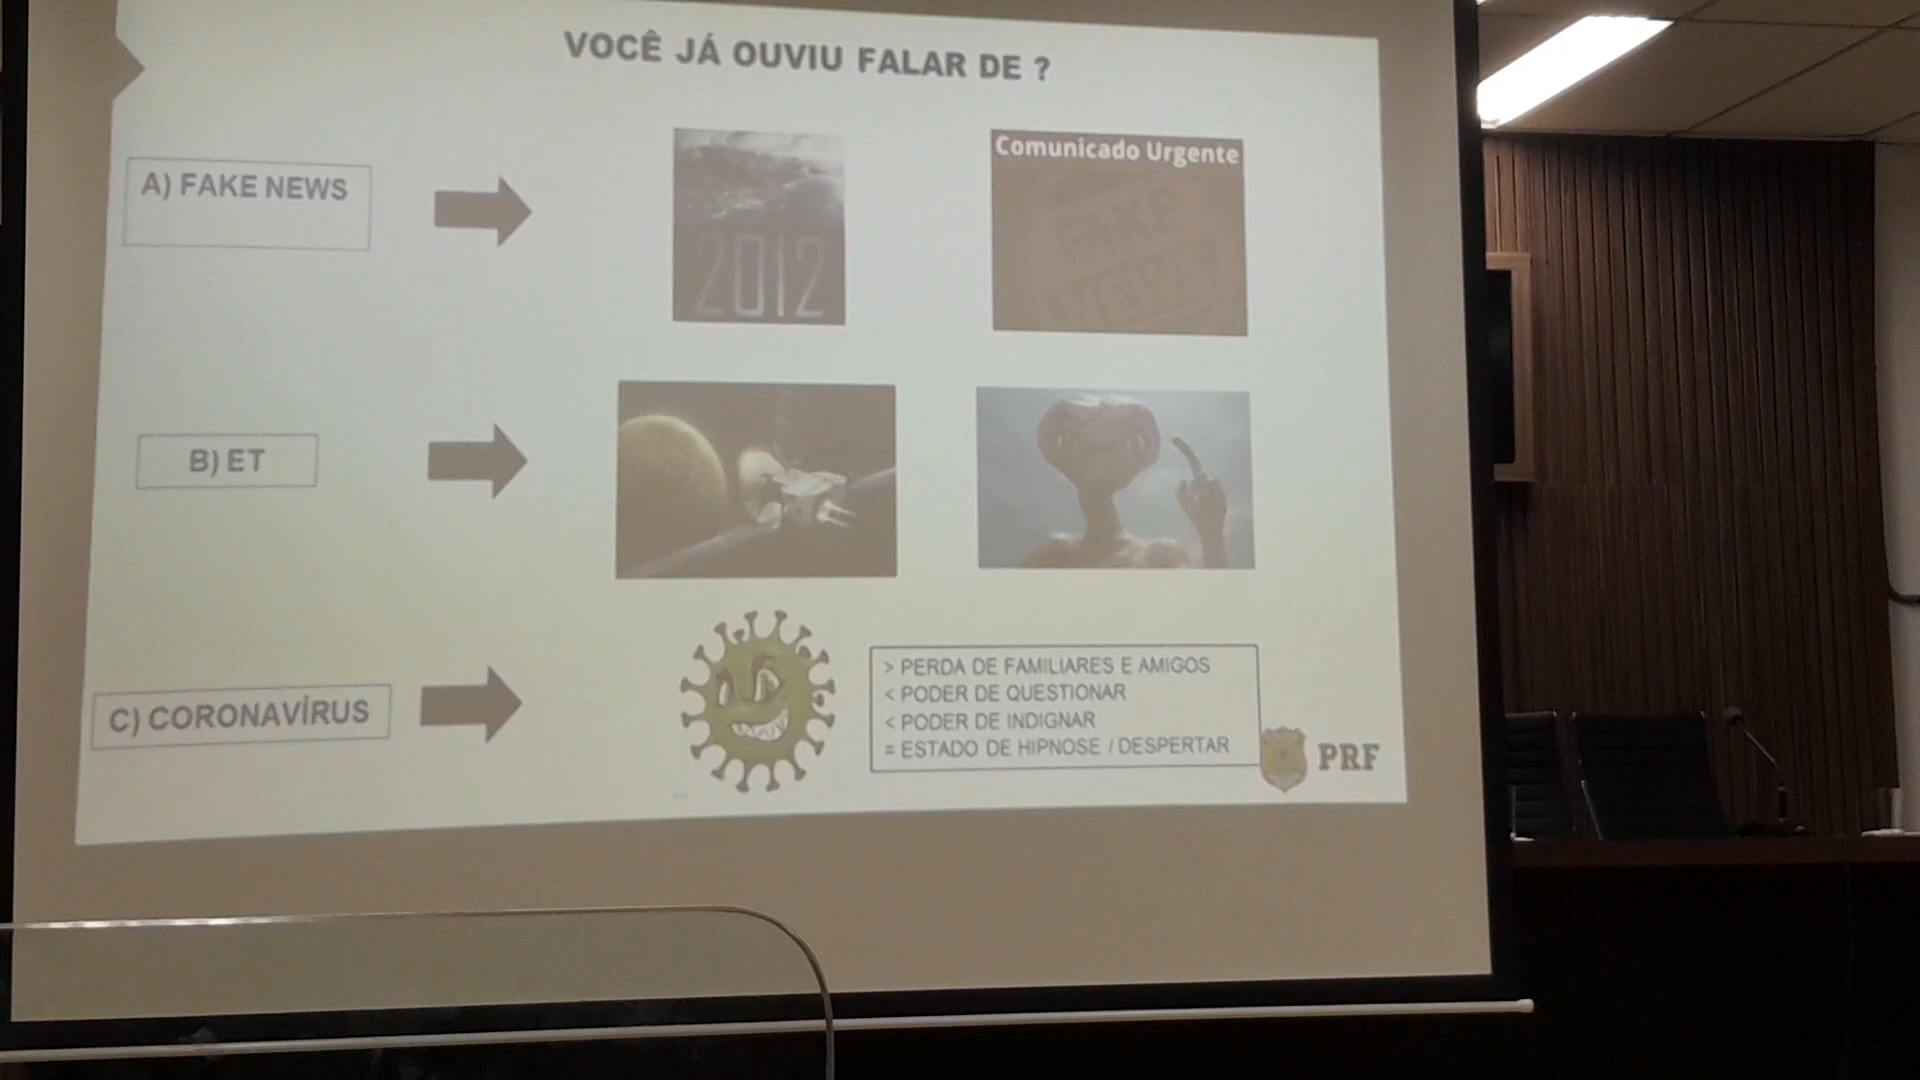 VOCÊ JÁ OUVIU FALAR DE ?
A) FAKE NEWS
2012
Comunicado Urgente
FAKE
NEWS
B) ET
C) CORONAVÍRUS
> PERDA DE FAMILIARES E AMIGOS
< PODER DE QUESTIONAR
< PODER DE INDIGNAR
= ESTADO DE HIPNOSE / DESPERTAR
PRF